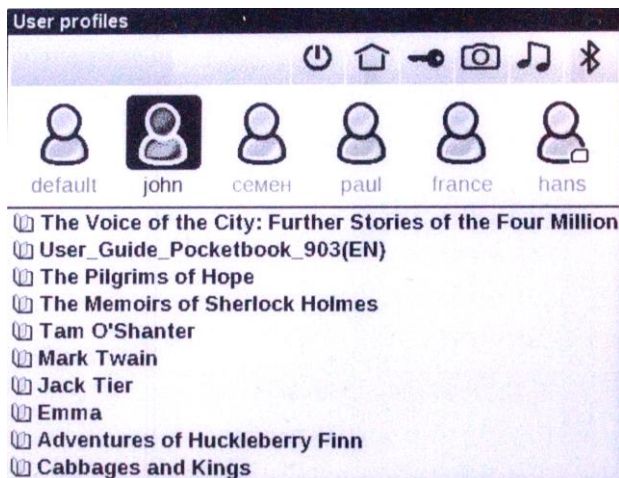 User profiles
default john семен paul france hans
The Voice of the City: Further Stories of the Four Million
User_Guide_Pocketbook_903(EN)
The Pilgrims of Hope
The Memoirs of Sherlock Holmes
Tam O'Shanter
Mark Twain
Jack Tier
Emma
Adventures of Huckleberry Finn
Cabbages and Kings